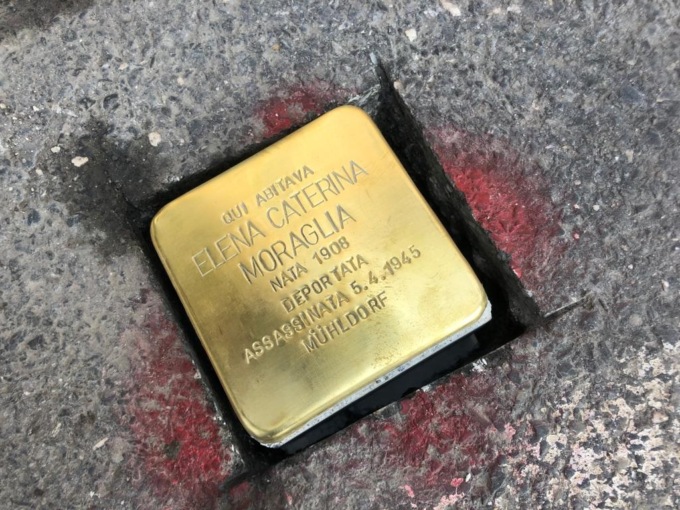 QUI ABITAVA
ELENA CATERINA
MORAGLIA
NATA 1908
DEPORTATA
ASSASSINATA 5.4.1945
MÜHLDORF